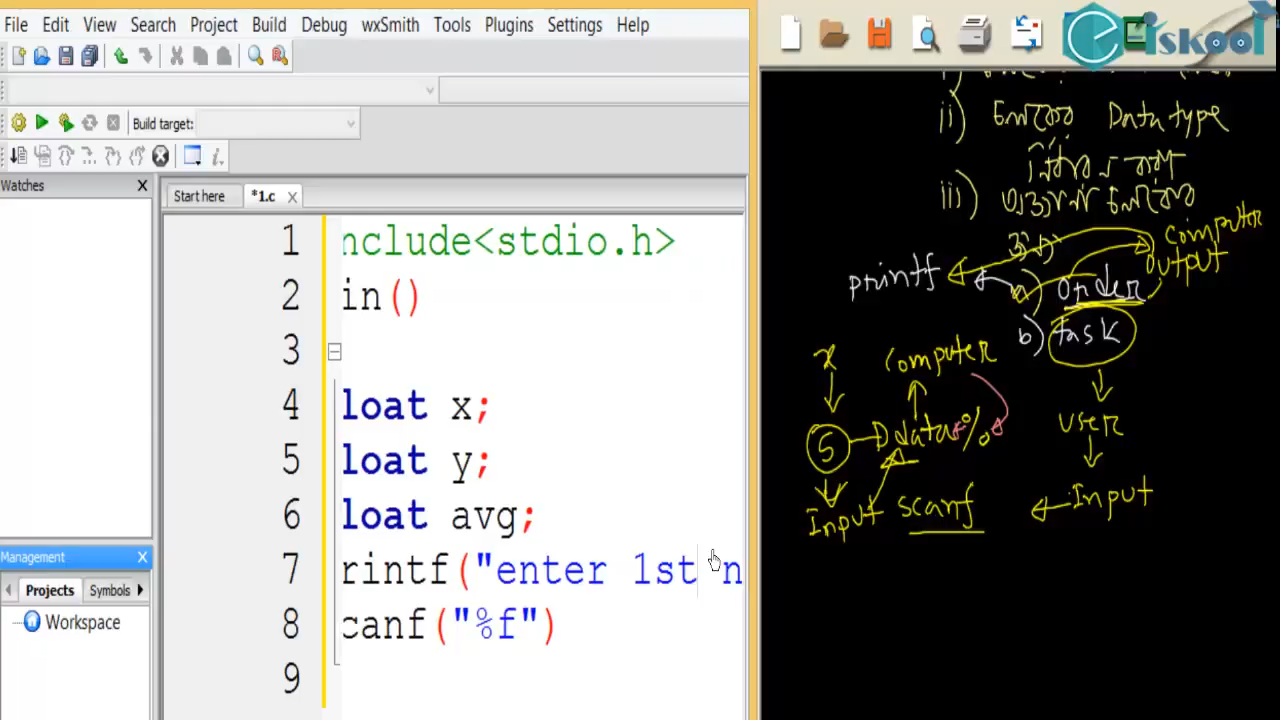 File Edit View Search Project Build Debug wxSmith Tools Plugins Settings Help
Build target:
Watches
Start here *1.c
1 nclude<stdio.h>
2 in()
3
4 loat x;
5 loat y;
6 loat avg;
7 rintf("enter 1st n
8 canf("%f")
9
Management
Projects Symbols
Workspace
iskool
ii) Data type
iii)
computer
output
printf a) order
b) task
x computer
5 data %
user
Input scanf Input